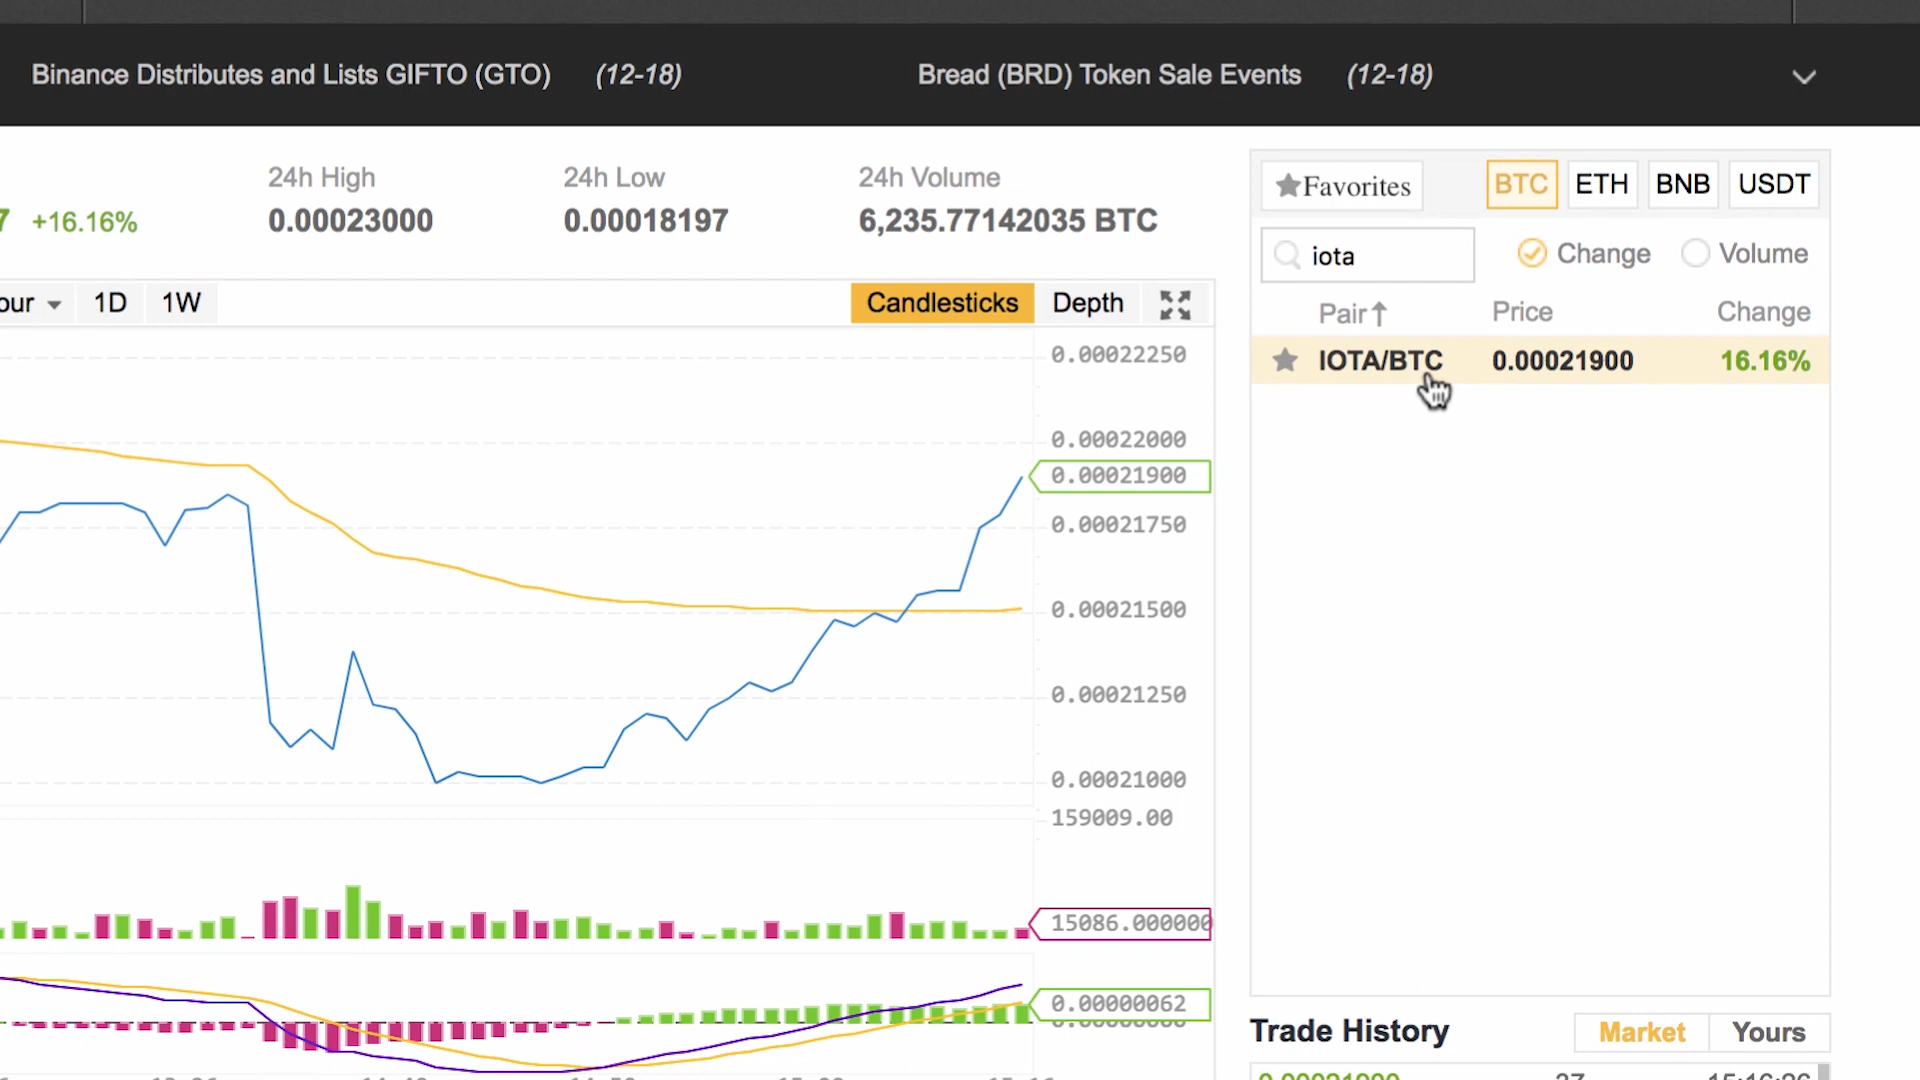 Binance Distributes and Lists GIFTO (GTO) (12-18)
Bread (BRD) Token Sale Events (12-18)
24h High
24h Low
24h Volume
7 +16.16%
0.00023000
0.00018197
6,235.77142035 BTC
our 1D 1W
Candlesticks Depth
0.00022250
0.00022000
0.00021900
0.00021750
0.00021500
0.00021250
0.00021000
159009.00
15086.000000
0.00000062
Favorites BTC ETH BNB USDT
iota Change Volume
Pair↑ Price Change
IOTA/BTC 0.00021900 16.16%
Trade History Market Yours